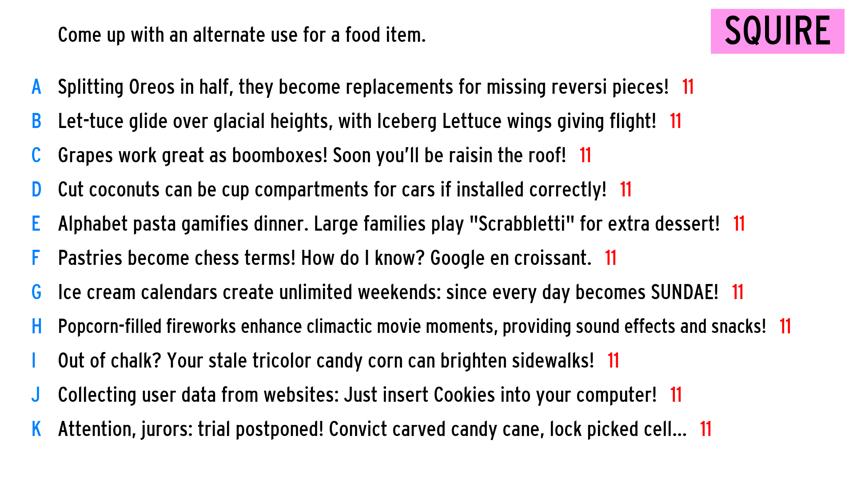 Come up with an alternate use for a food item.
SQUIRE
A Splitting Oreos in half, they become replacements for missing reversi pieces! 11
B Let-tuce glide over glacial heights, with Iceberg Lettuce wings giving flight! 11
C Grapes work great as boomboxes! Soon you'll be raisin the roof! 11
D Cut coconuts can be cup compartments for cars if installed correctly! 11
E Alphabet pasta gamifies dinner. Large families play "Scrabbletti" for extra dessert! 11
F Pastries become chess terms! How do I know? Google en croissant. 11
G Ice cream calendars create unlimited weekends: since every day becomes SUNDAE! 11
H Popcorn-filled fireworks enhance climactic movie moments, providing sound effects and snacks! 11
I Out of chalk? Your stale tricolor candy corn can brighten sidewalks! 11
J Collecting user data from websites: Just insert Cookies into your computer! 11
K Attention, jurors: trial postponed! Convict carved candy cane, lock picked cell... 11